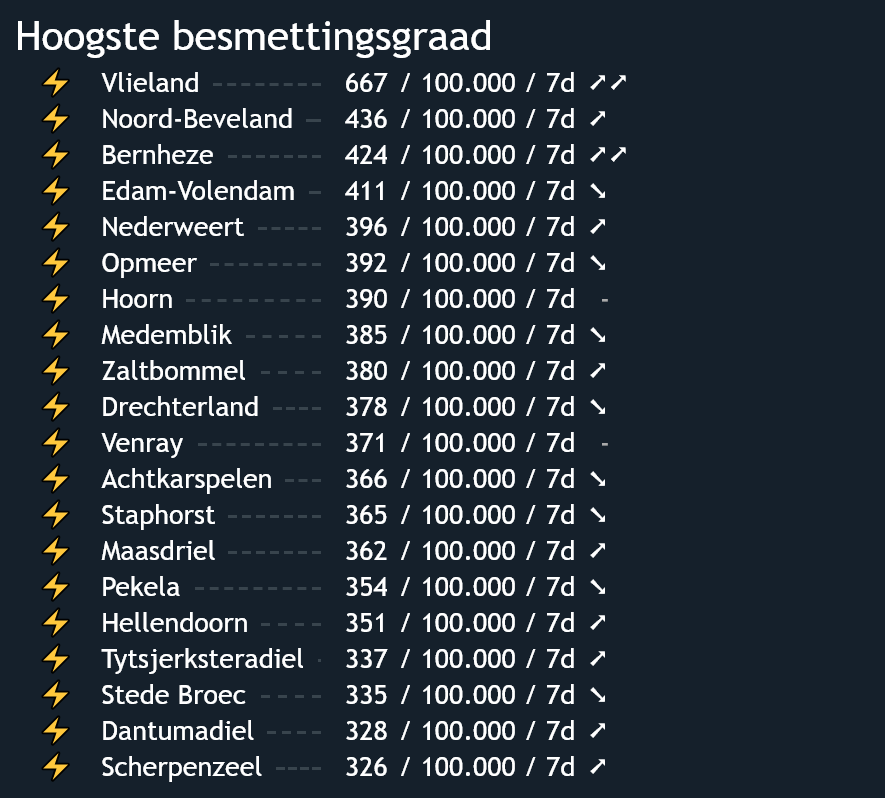 Hoogste besmettingsgraad
⚡ Vlieland -------- 667 / 100.000 / 7d ➚➚
⚡ Noord-Beveland - 436 / 100.000 / 7d ➚
⚡ Bernheze ------- 424 / 100.000 / 7d ➚➚
⚡ Edam-Volendam - 411 / 100.000 / 7d ➘
⚡ Nederweert ----- 396 / 100.000 / 7d ➚
⚡ Opmeer -------- 392 / 100.000 / 7d ➘
⚡ Hoorn ---------- 390 / 100.000 / 7d -
⚡ Medemblik ----- 385 / 100.000 / 7d ➘
⚡ Zaltbommel ---- 380 / 100.000 / 7d ➚
⚡ Drechterland ---- 378 / 100.000 / 7d ➘
⚡ Venray --------- 371 / 100.000 / 7d -
⚡ Achtkarspelen --- 366 / 100.000 / 7d ➘
⚡ Staphorst ------- 365 / 100.000 / 7d ➘
⚡ Maasdriel ------- 362 / 100.000 / 7d ➚
⚡ Pekela --------- 354 / 100.000 / 7d ➘
⚡ Hellendoorn ---- 351 / 100.000 / 7d ➚
⚡ Tytsjerksteradiel - 337 / 100.000 / 7d ➚
⚡ Stede Broec ---- 335 / 100.000 / 7d ➘
⚡ Dantumadiel ---- 328 / 100.000 / 7d ➚
⚡ Scherpenzeel ---- 326 / 100.000 / 7d ➚